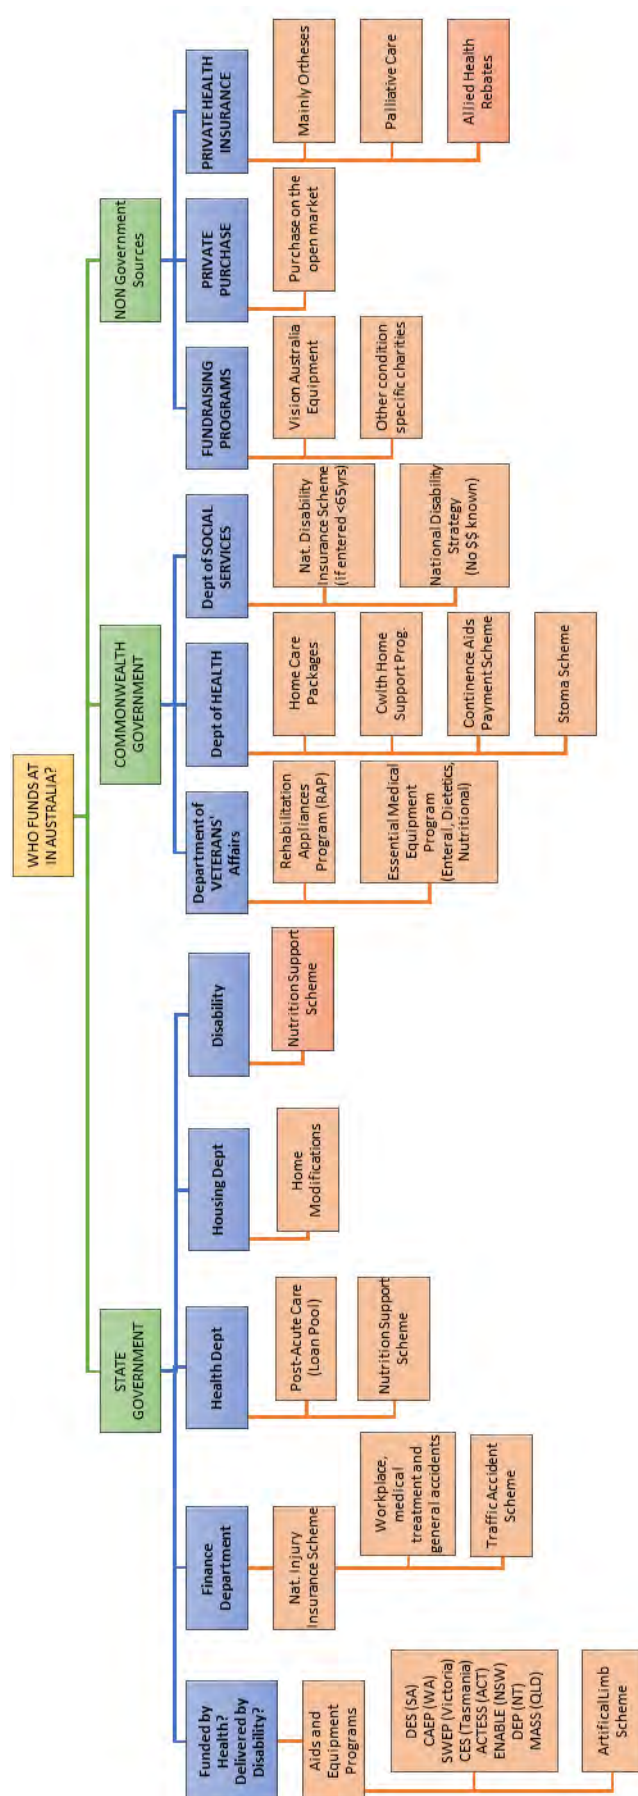 WHO FUNDS AT
IN AUSTRALIA?
STATE
GOVERNMENT
COMMONWEALTH
GOVERNMENT
NON Government
Sources
Funded by
Health?
Delivered by
Disability?
Finance
Department
Health Dept
Housing Dept
Disability
Department of
VETERANS'
Affairs
Dept of HEALTH
Dept of SOCIAL
SERVICES
FUNDRAISING
PROGRAMS
PRIVATE
PURCHASE
PRIVATE HEALTH
INSURANCE
Aids and
Equipment
Programs
DES (SA)
CAEP (WA)
SWEP (Victoria)
CES (Tasmania)
ACTESS (ACT)
ENABLE (NSW)
DEP (NT)
MASS (QLD)
Artifical Limb
Scheme
Nat. Injury
Insurance Scheme
Workplace,
medical
treatment and
general accidents
Traffic Accident
Scheme
Post-Acute Care
(Loan Pool)
Nutrition Support
Scheme
Home
Modifications
Nutrition Support
Scheme
Rehabilitation
Appliances
Program (RAP)
Essential Medical
Equipment
Program
(Enteral, Dietetics,
Nutritional)
Home Care
Packages
Cwlth Home
Support Prog.
Continence Aids
Payment Scheme
Stoma Scheme
Nat. Disability
Insurance Scheme
(if entered <65yrs)
National Disability
Strategy
(No $$ known)
Vision Australia
Equipment
Other condition
specific charities
Purchase on the
open market
Mainly Ortheses
Palliative Care
Allied Health
Rebates